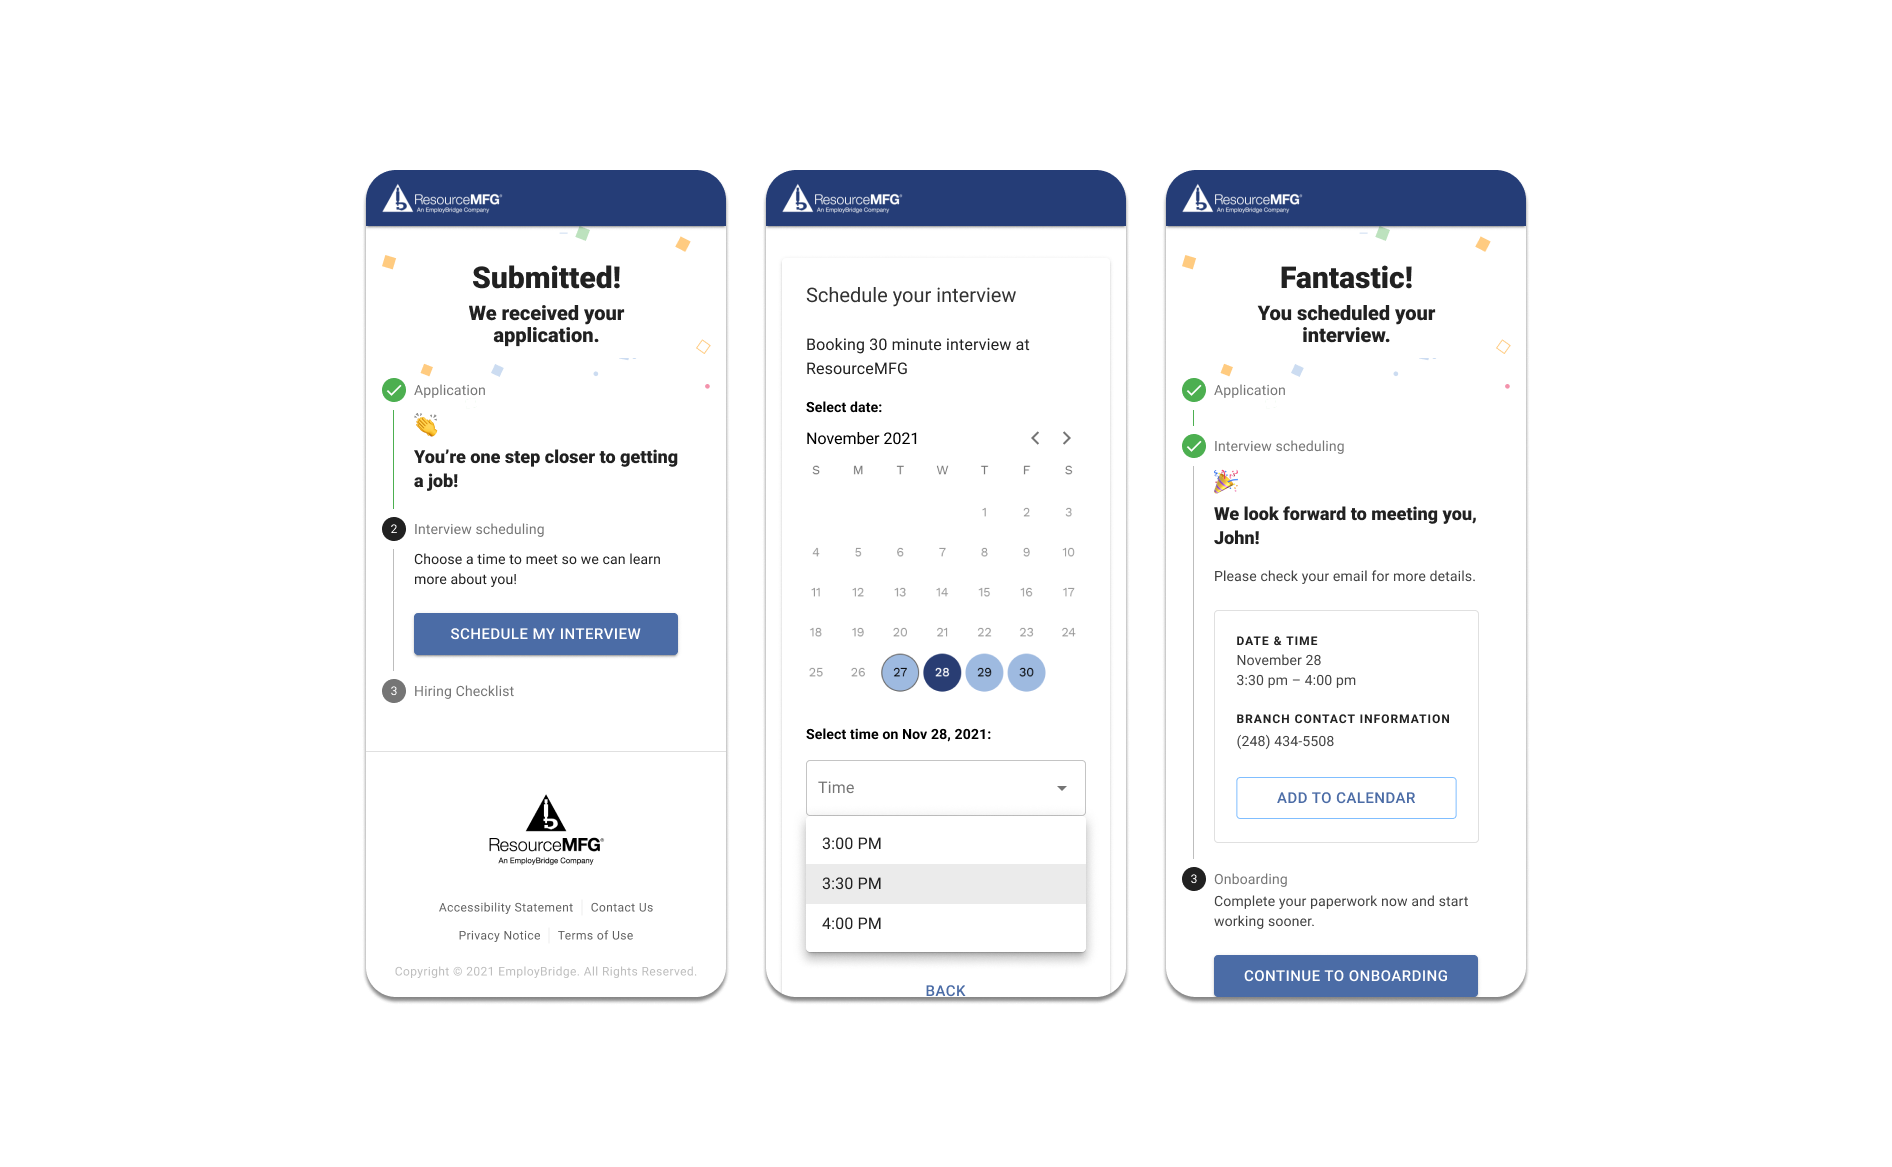 ResourceMFG®
An EmployBridge Company
Submitted!
We received your
application.
Application
You’re one step closer to getting
a job!
2
Interview scheduling
Choose a time to meet so we can learn
more about you!
SCHEDULE MY INTERVIEW
3
Hiring Checklist
ResourceMFG®
An EmployBridge Company
Accessibility Statement
Contact Us
Privacy Notice
Terms of Use
Copyright © 2021 EmployBridge. All Rights Reserved.
ResourceMFG®
An EmployBridge Company
Schedule your interview
Booking 30 minute interview at
ResourceMFG
Select date:
November 2021
S M T W T F S
1 2 3
4 5 6 7 8 9 10
11 12 13 14 15 16 17
18 19 20 21 22 23 24
25 26 27 28 29 30
Select time on Nov 28, 2021:
Time
3:00 PM
3:30 PM
4:00 PM
BACK
ResourceMFG®
An EmployBridge Company
Fantastic!
You scheduled your
interview.
Application
Interview scheduling
We look forward to meeting you,
John!
Please check your email for more details.
DATE & TIME
November 28
3:30 pm – 4:00 pm
BRANCH CONTACT INFORMATION
(248) 434-5508
ADD TO CALENDAR
3
Onboarding
Complete your paperwork now and start
working sooner.
CONTINUE TO ONBOARDING